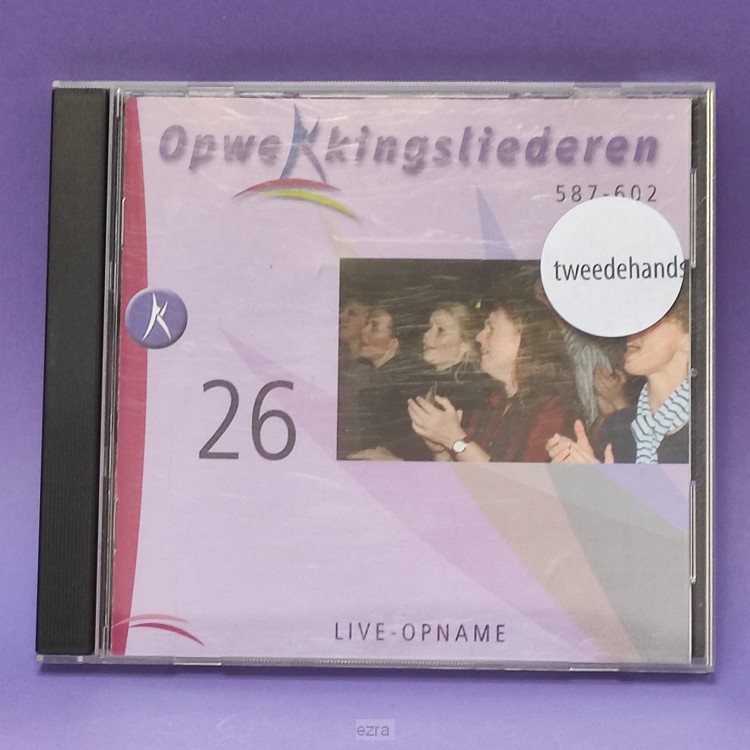 Opwekkingsliederen
587-602
tweedehands
26
LIVE-OPNAME
ezra